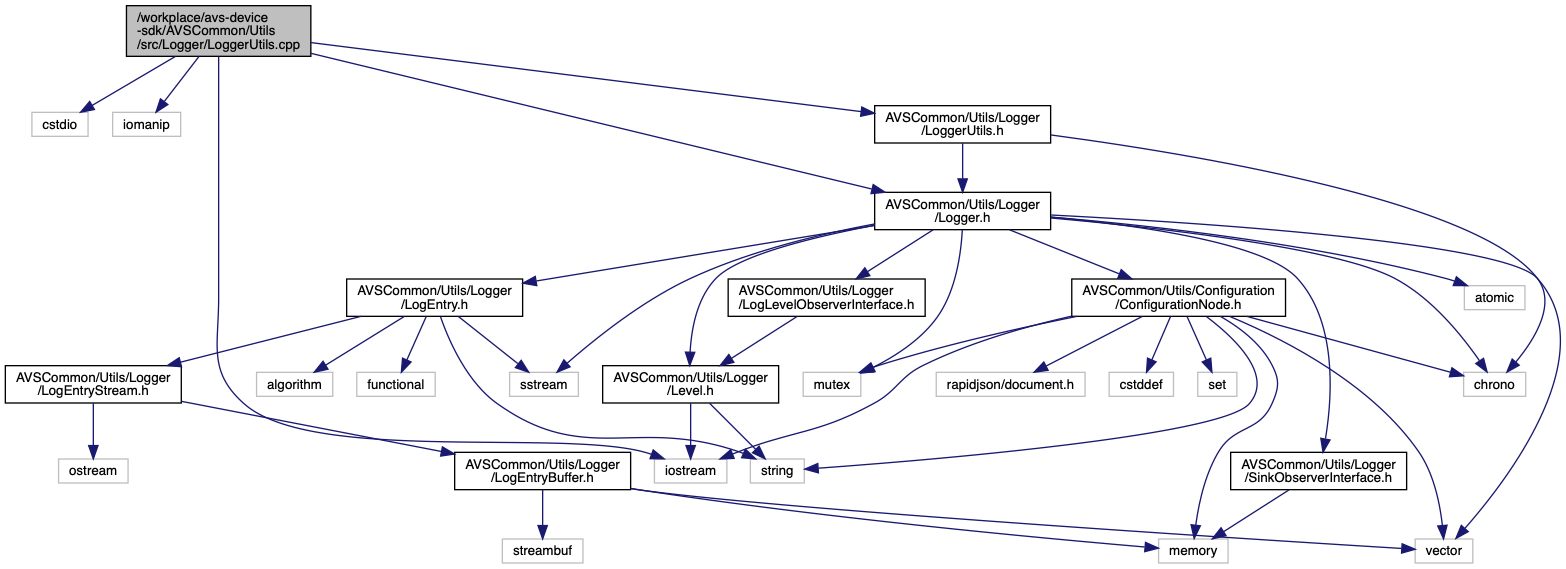 /workplace/avs-device
-sdk/AVSCommon/Utils
/src/Logger/LoggerUtils.cpp
cstdio
iomanip
AVSCommon/Utils/Logger
/LoggerUtils.h
AVSCommon/Utils/Logger
/Logger.h
AVSCommon/Utils/Logger
/LogEntry.h
AVSCommon/Utils/Logger
/LogLevelObserverInterface.h
AVSCommon/Utils/Configuration
/ConfigurationNode.h
atomic
AVSCommon/Utils/Logger
/LogEntryStream.h
algorithm
functional
sstream
AVSCommon/Utils/Logger
/Level.h
mutex
rapidjson/document.h
cstddef
set
chrono
ostream
AVSCommon/Utils/Logger
/LogEntryBuffer.h
iostream
string
AVSCommon/Utils/Logger
/SinkObserverInterface.h
streambuf
memory
vector